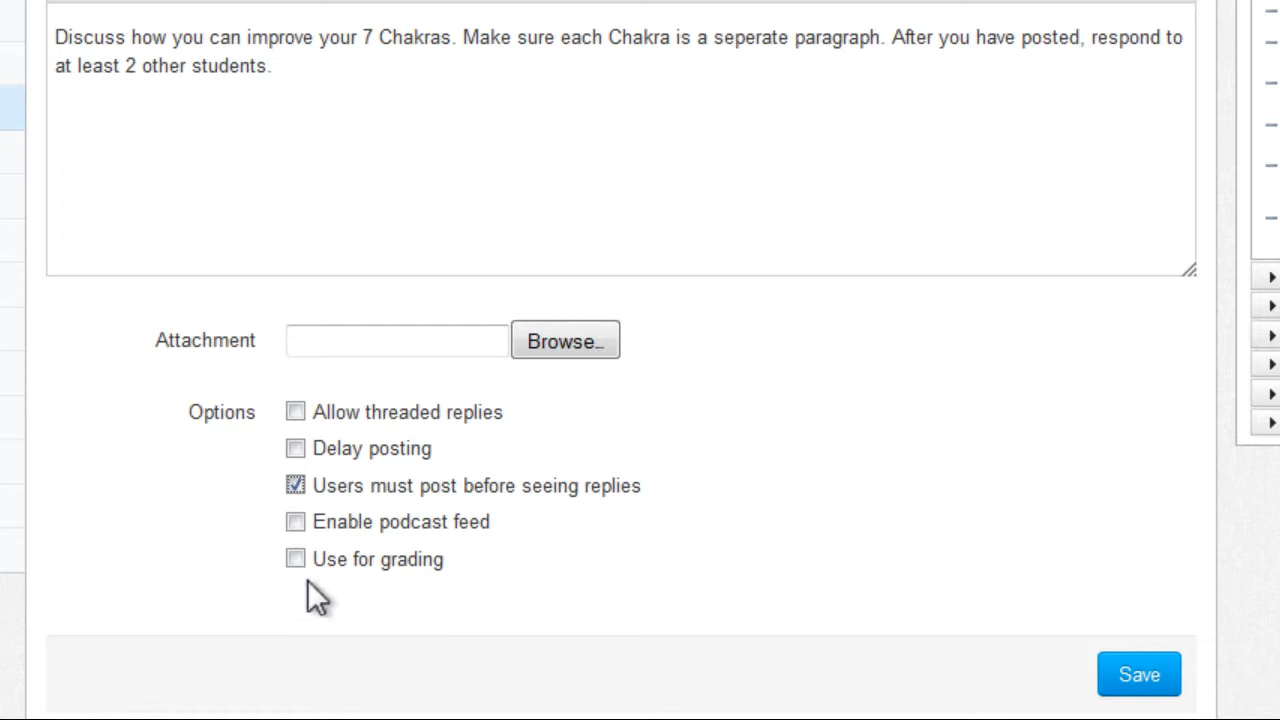 Discuss how you can improve your 7 Chakras. Make sure each Chakra is a seperate paragraph. After you have posted, respond to
at least 2 other students.
Attachment
Browse...
Options
Allow threaded replies
Delay posting
Users must post before seeing replies
Enable podcast feed
Use for grading
Save